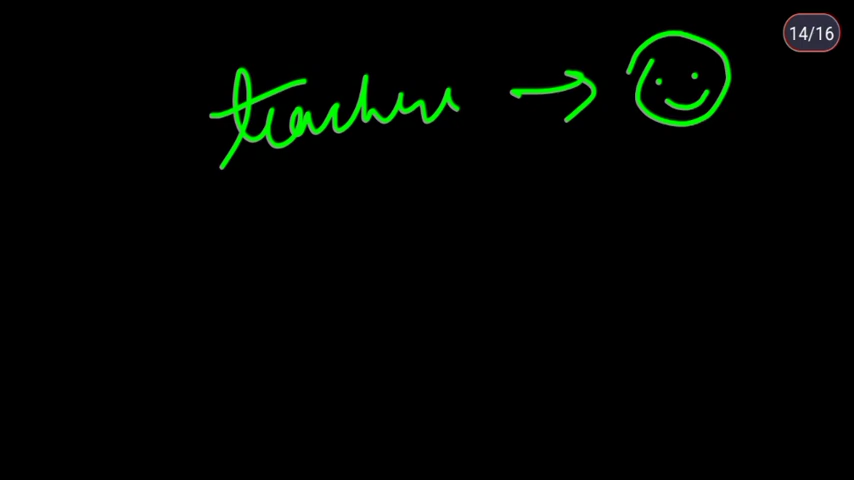 14/16
teacher → ☺